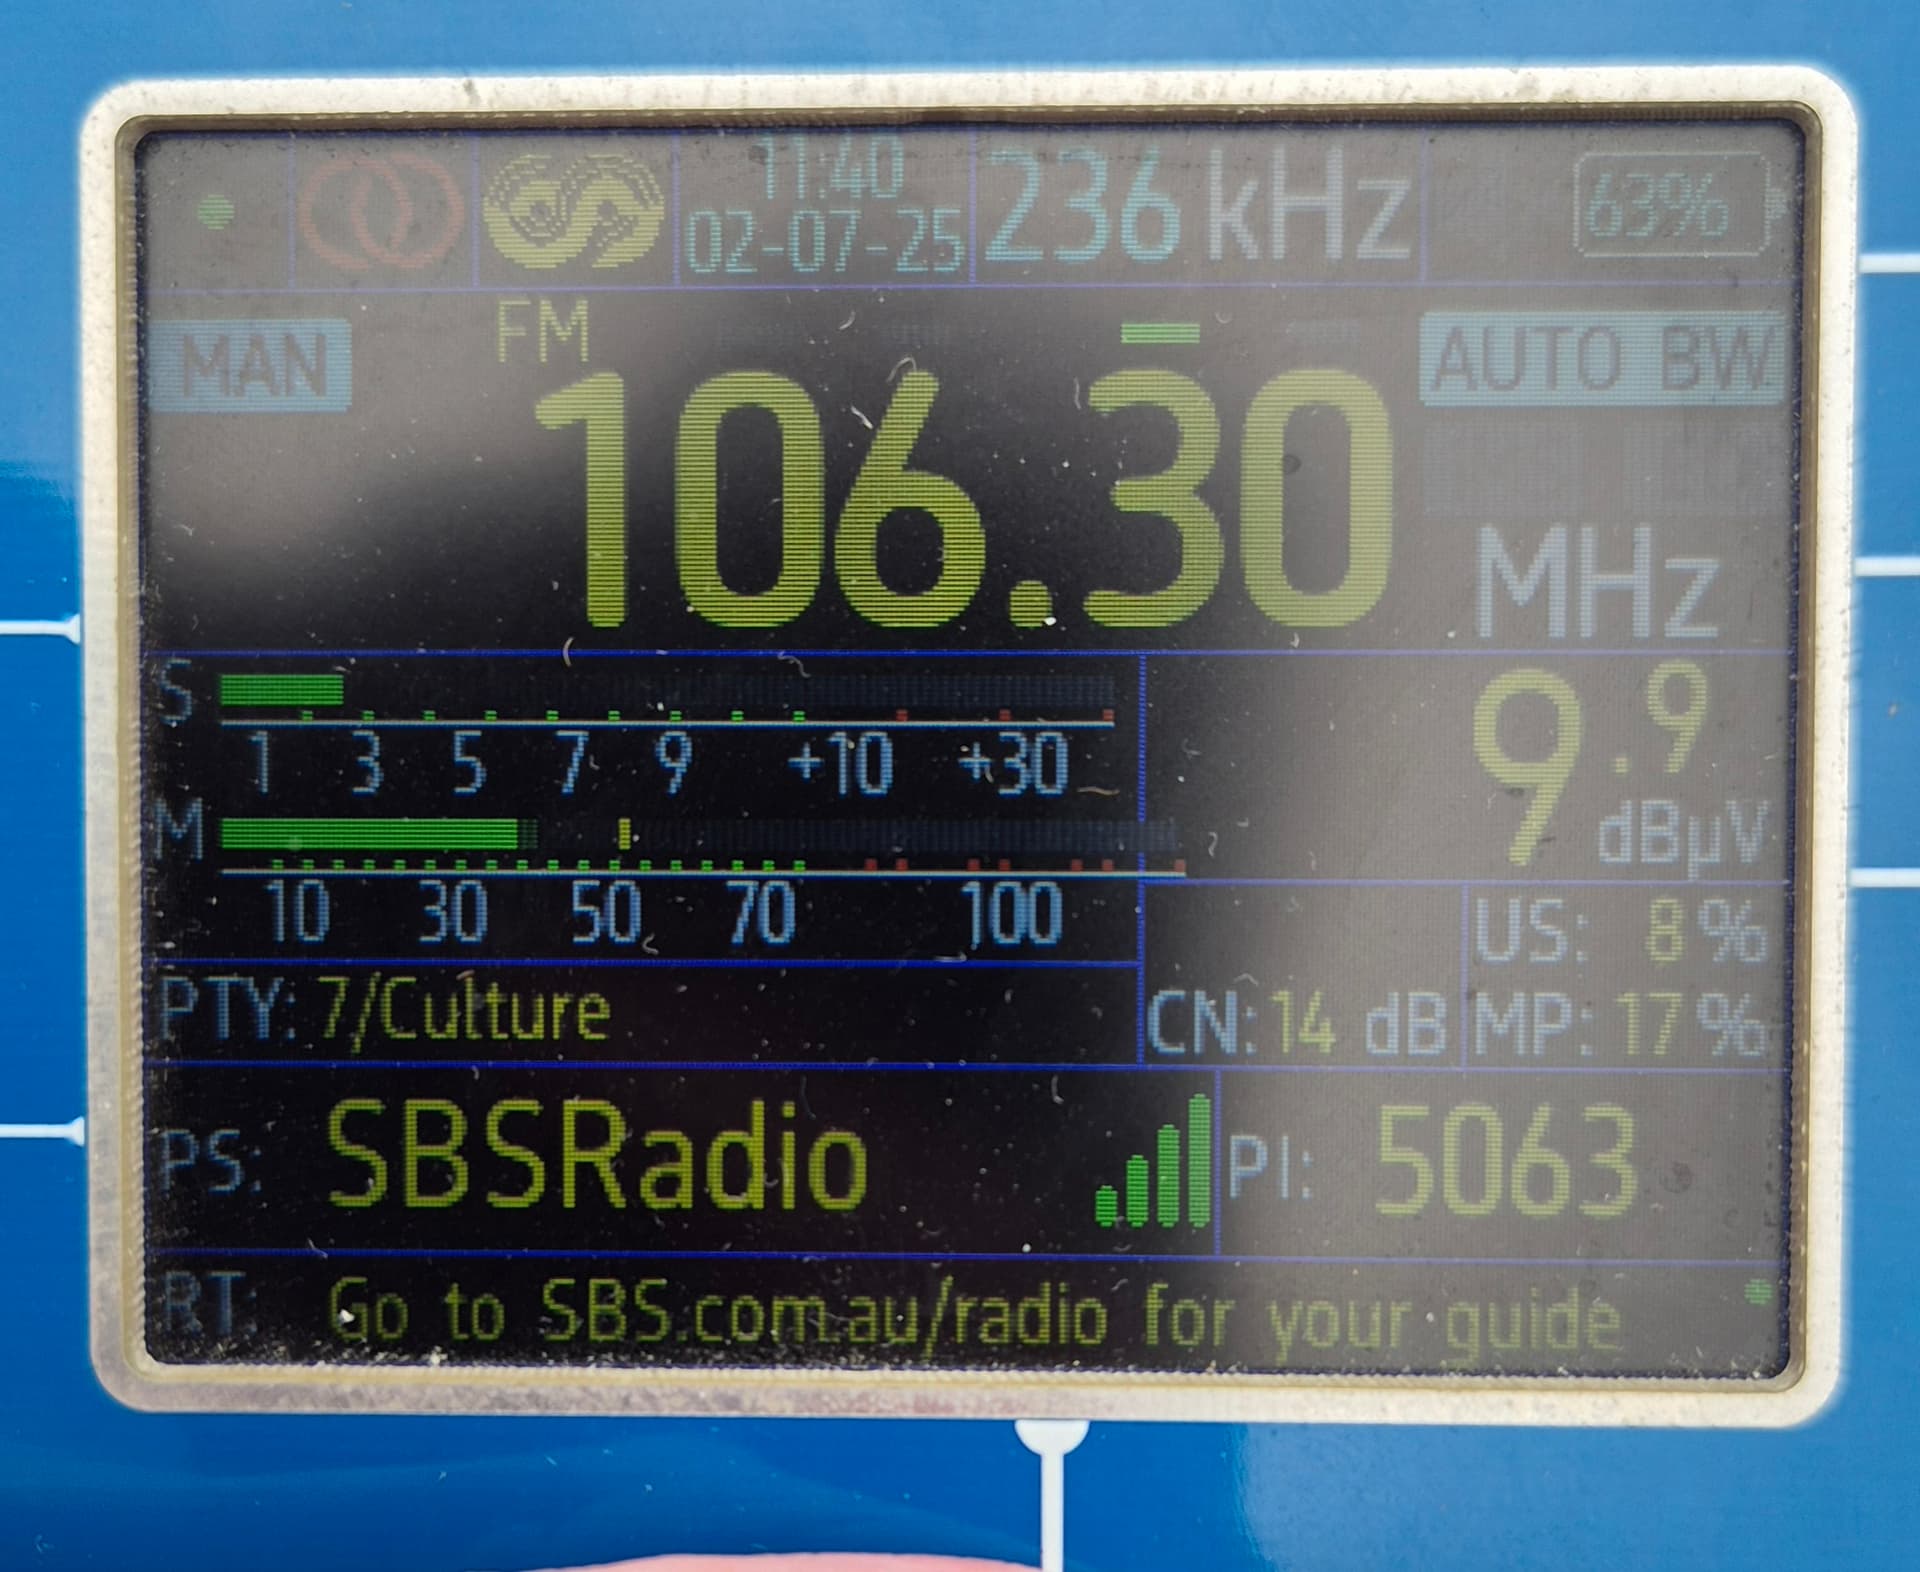 11:40
02-07-25
236 kHz
63%
MAN
FM
AUTO BW
106.30
MHz
S
1 3 5 7 9 +10 +30
9.9
dBµV
M
10 30 50 70 100
US: 8 %
PTY: 7/Culture
CN: 14 dB
MP: 17 %
PS: SBSRadio
PI: 5063
RT: Go to SBS.com.au/radio for your guide